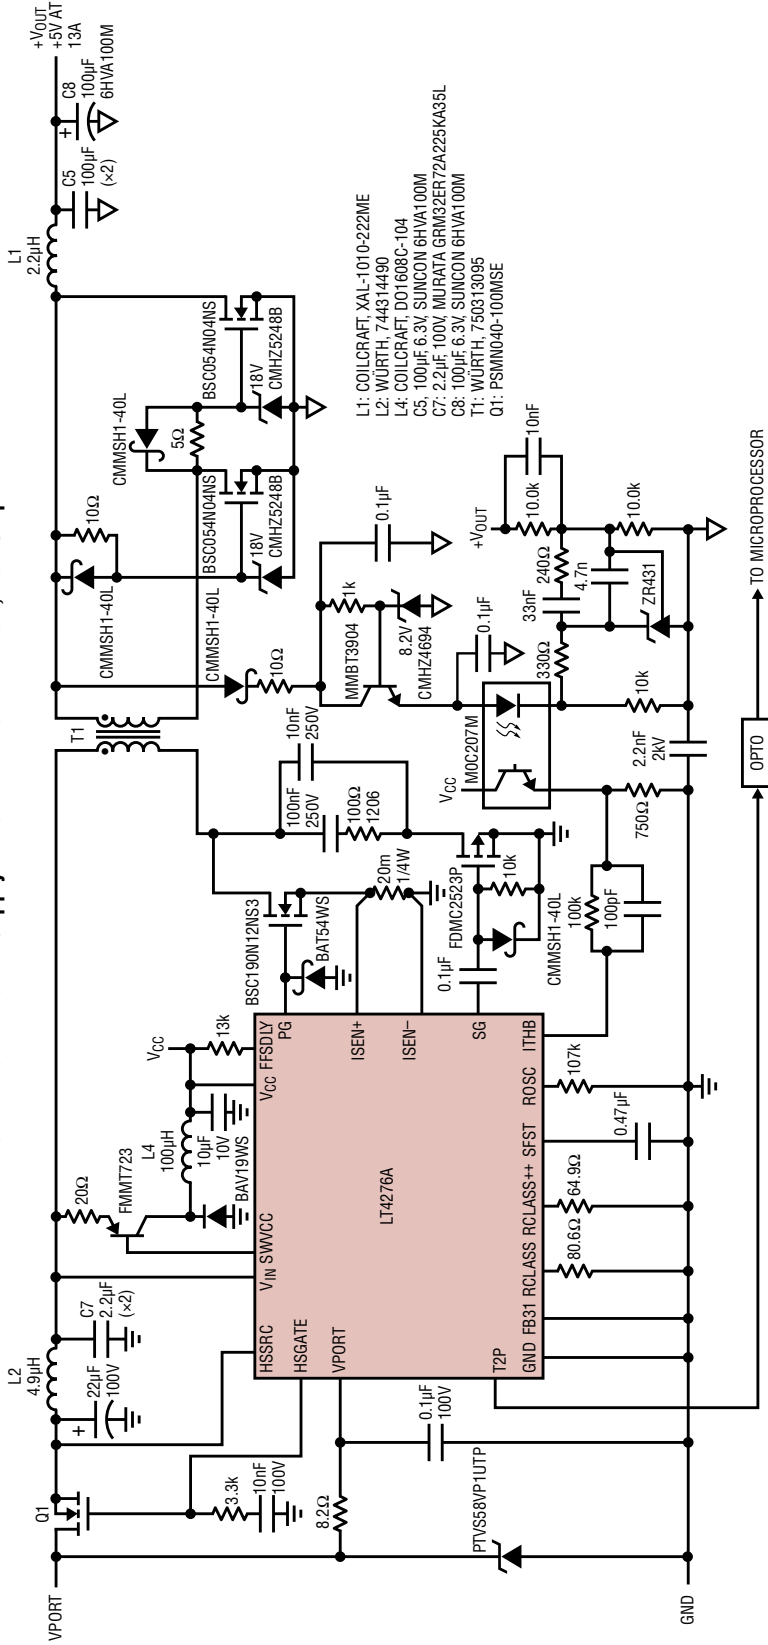 +VOUT
+5V AT
13A
C8
100µF
6HVA100M
C5
100µF
(×2)
L1
2.2µH
BSC054N04NS
18V
CMHZ5248B
CMMSH1-40L
5Ω
BSC054N04NS
18V
CMHZ5248B
10Ω
CMMSH1-40L
CMMSH1-40L
10Ω
T1
L1: COILCRAFT, XAL-1010-222ME
L2: WÜRTH, 744314490
L4: COILCRAFT, DO1608C-104
C5, 100µF, 6.3V, SUNCON 6HVA100M
C7: 2.2µF, 100V, MURATA GRM32ER72A225KA35L
C8: 100µF, 6.3V, SUNCON 6HVA100M
T1: WÜRTH, 750313095
Q1: PSMN040-100MSE
0.1µF
1k
MMBT3904
8.2V
CMHZ4694
0.1µF
+VOUT
10.0k
10nF
240Ω
33nF
4.7n
10.0k
ZR431
330Ω
10k
MOC207M
VCC
2.2nF
2kV
750Ω
OPTO
TO MICROPROCESSOR
10nF
250V
100nF
250V
100Ω
1206
20m
1/4W
FDMC2523P
10k
CMMSH1-40L
0.1µF
100k
100pF
BSC190N12NS3
BAT54WS
VCC
13k
L4
100µH
10µF
10V
BAV19WS
20Ω
FMMT723
C7
2.2µF
(×2)
L2
4.9µH
22µF
100V
Q1
VPORT
3.3k
10nF
100V
8.2Ω
0.1µF
100V
PTVS58VP1UTP
GND
LT4276A
HSSRC
HSGATE
VPORT
T2P
VIN
SWVCC
VCC
FFSDLY
PG
ISEN+
ISEN–
SG
GND
FB31
RCLASS
RCLASS++
SFST
ROSC
ITHB
80.6Ω
64.9Ω
0.47µF
107k